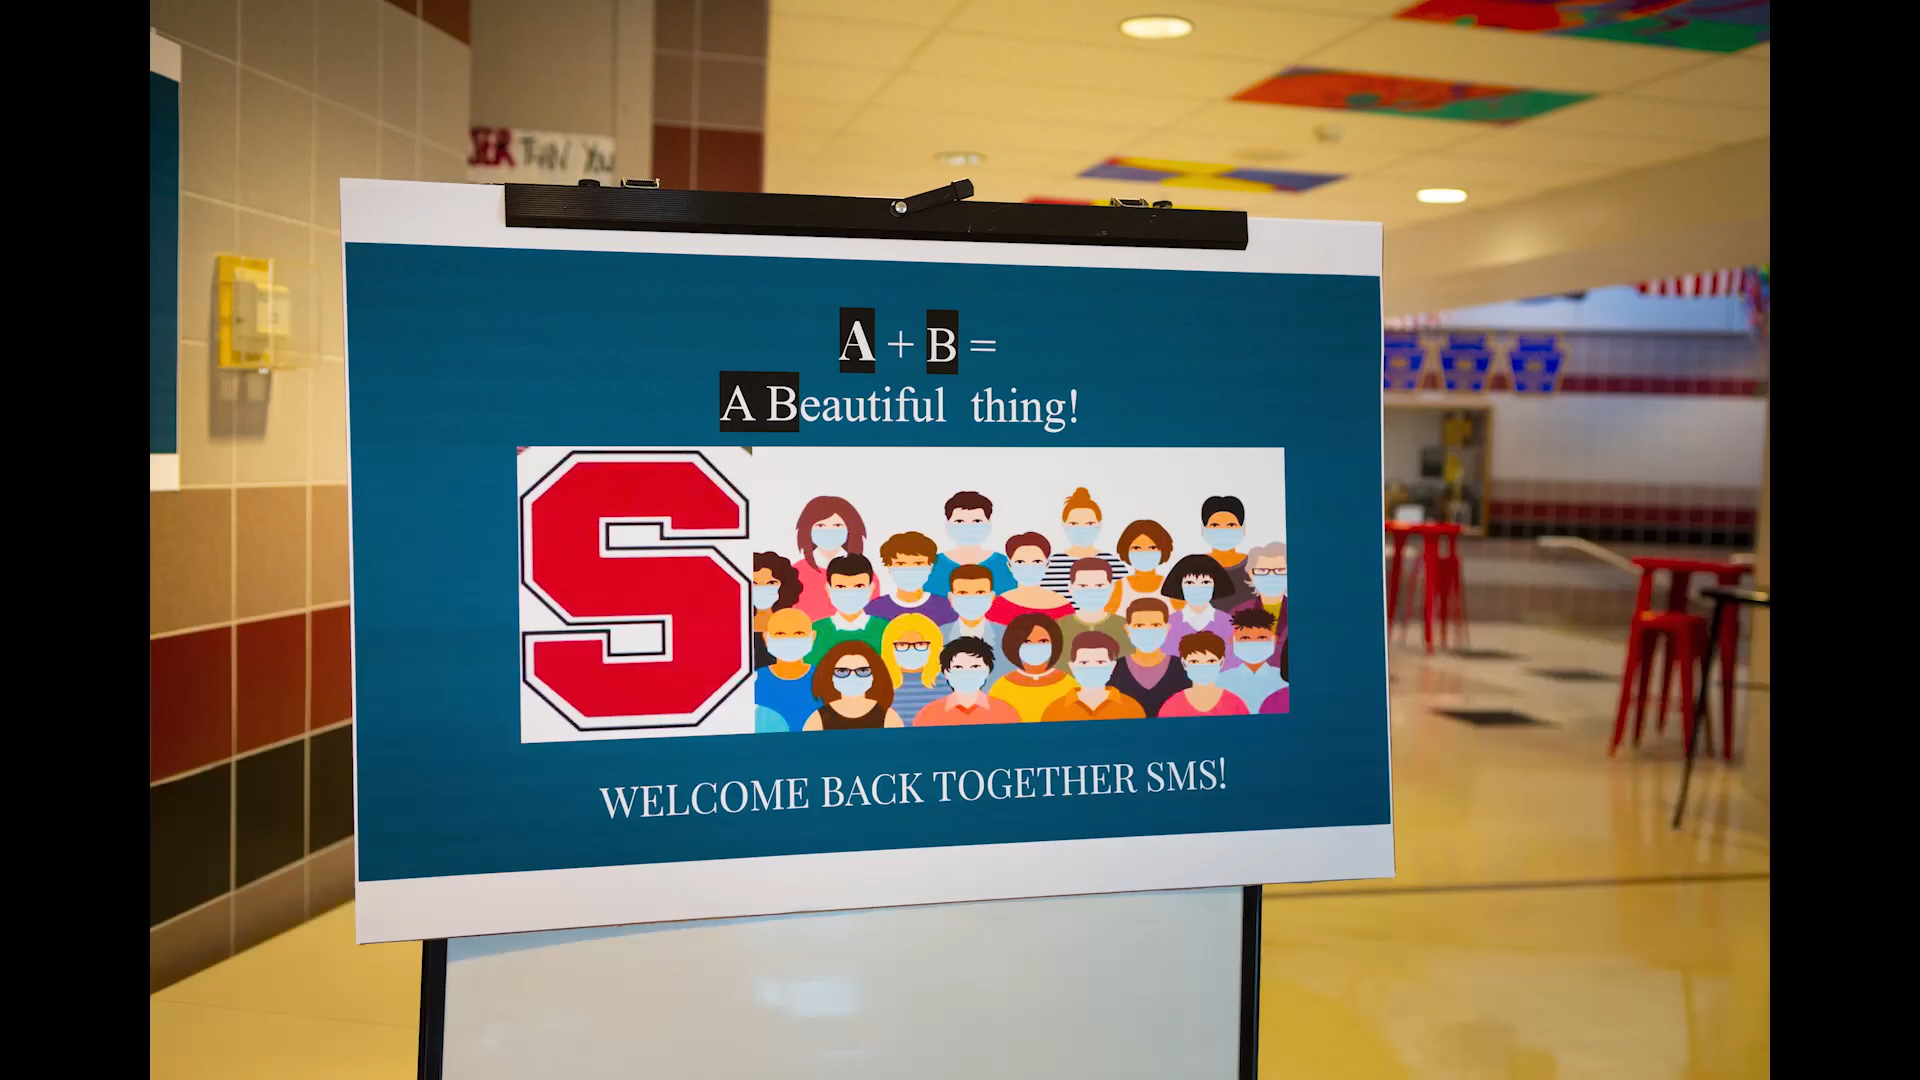 A + B =
A Beautiful thing!
S
WELCOME BACK TOGETHER SMS!